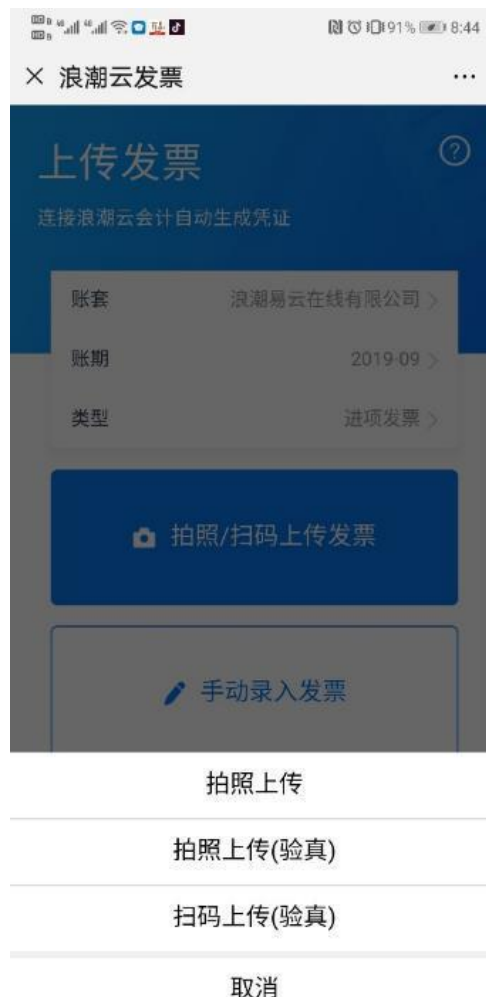 91% 8:44
× 浪潮云发票 ...
上传发票 ?
连接浪潮云会计自动生成凭证
账套 浪潮易云在线有限公司 >
账期 2019-09 >
类型 进项发票 >
拍照/扫码上传发票
手动录入发票
拍照上传
拍照上传(验真)
扫码上传(验真)
取消